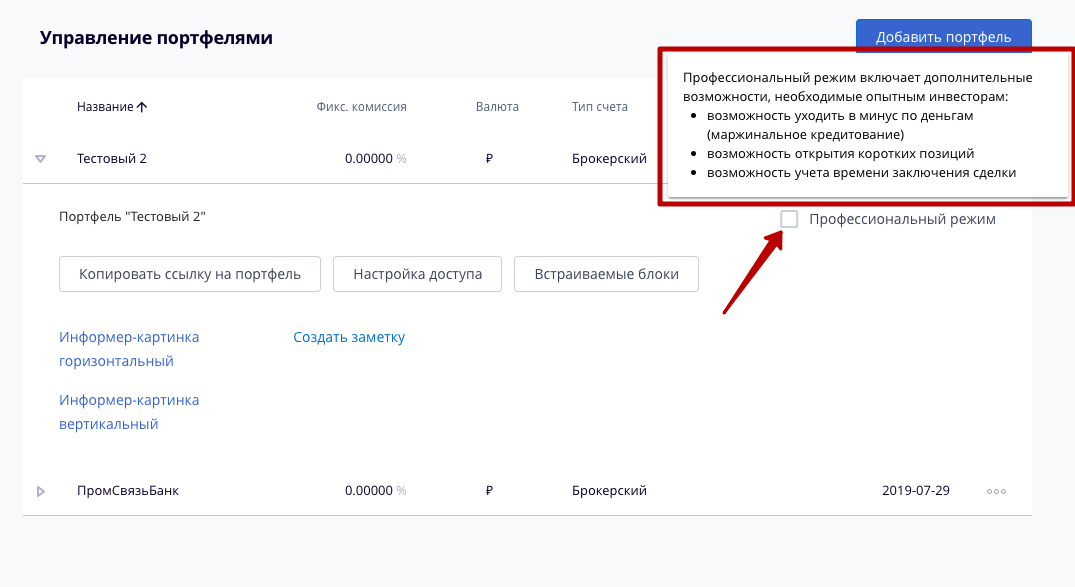 Управление портфелями
Добавить портфель
Профессиональный режим включает дополнительные
возможности, необходимые опытным инвесторам:
• возможность уходить в минус по деньгам
(маржинальное кредитование)
• возможность открытия коротких позиций
• возможность учета времени заключения сделки
Название↑ Фикс. комиссия Валюта Тип счета
Тестовый 2 0.00000 % ₽ Брокерский
Портфель "Тестовый 2"
Профессиональный режим
Копировать ссылку на портфель Настройка доступа Встраиваемые блоки
Информер-картинка
горизонтальный
Создать заметку
Информер-картинка
вертикальный
ПромСвязьБанк 0.00000 % ₽ Брокерский 2019-07-29